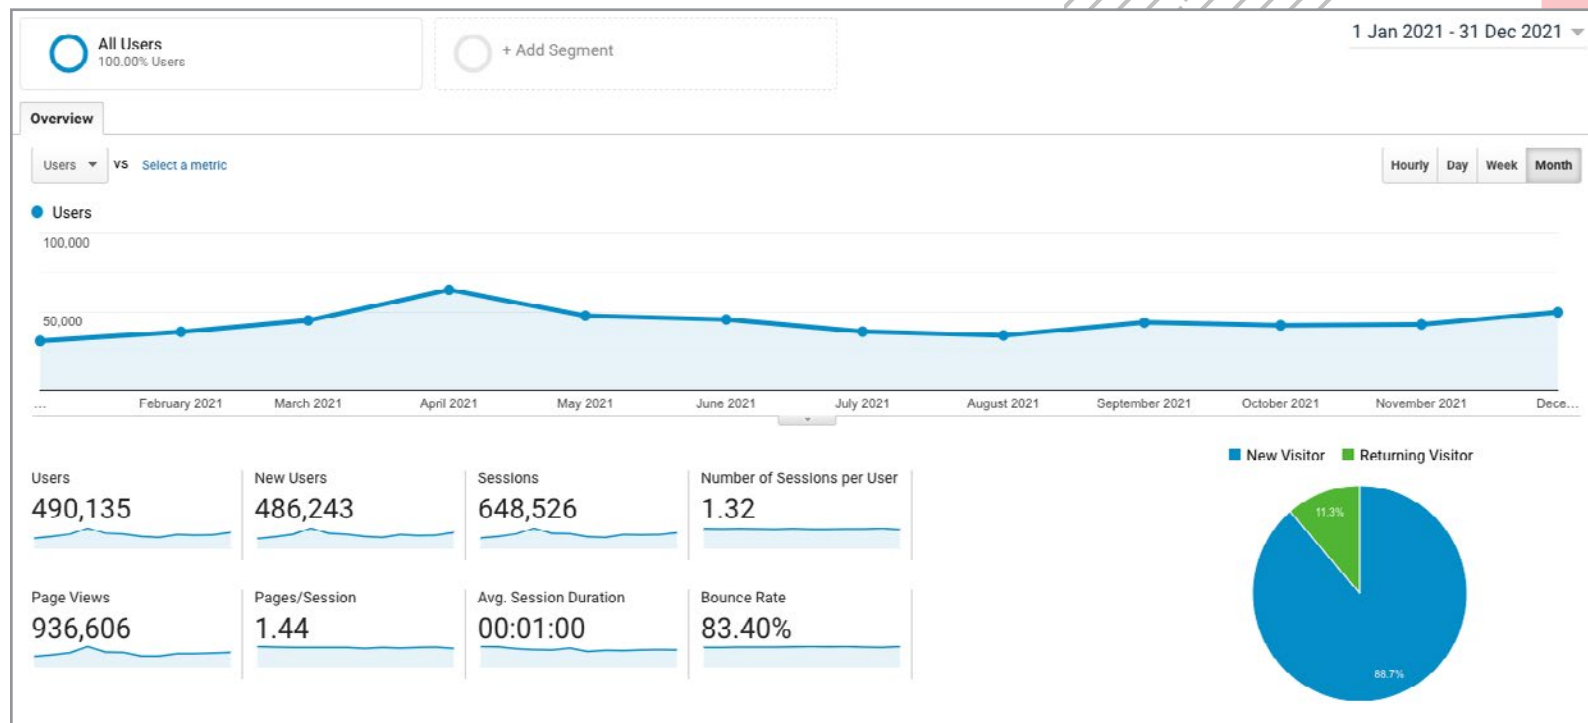 All Users
100.00% Users
+ Add Segment
1 Jan 2021 - 31 Dec 2021
Overview
Users vs Select a metric
Hourly Day Week Month
Users
100,000
50,000
...
February 2021
March 2021
April 2021
May 2021
June 2021
July 2021
August 2021
September 2021
October 2021
November 2021
Dece...
Users
490,135
New Users
486,243
Sessions
648,526
Number of Sessions per User
1.32
Page Views
936,606
Pages/Session
1.44
Avg. Session Duration
00:01:00
Bounce Rate
83.40%
New Visitor Returning Visitor
11.3%
88.7%